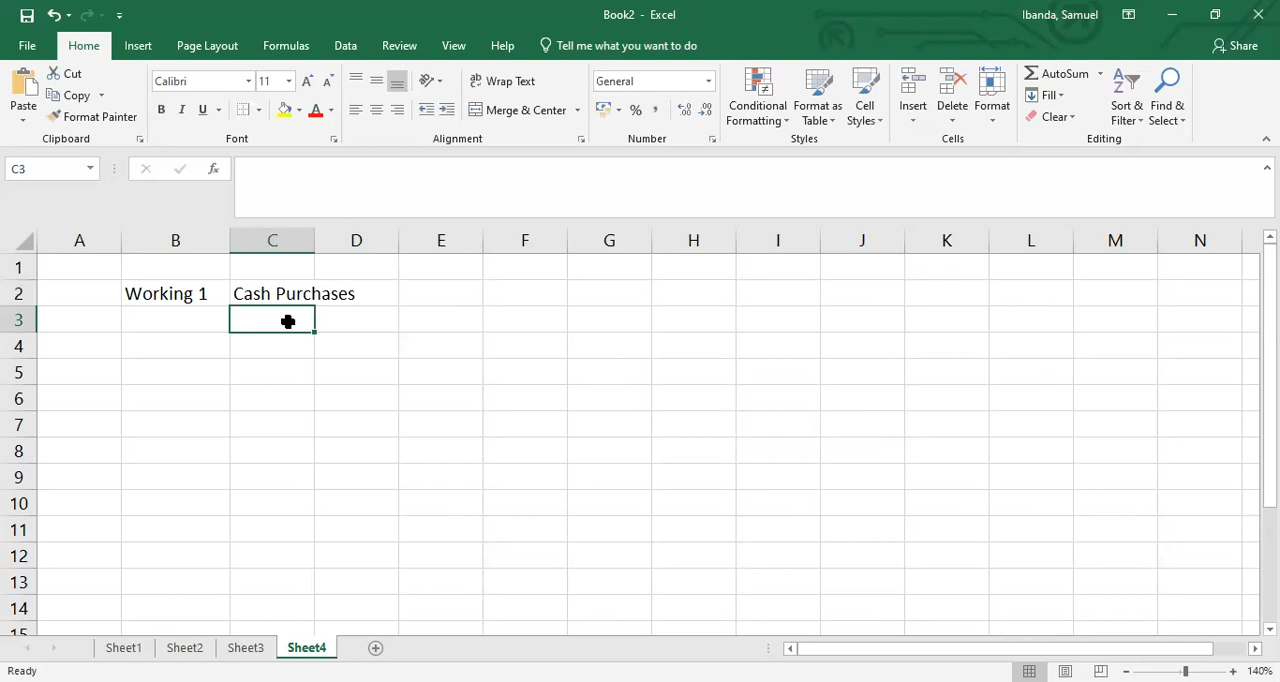 Book2 - Excel
Ibanda, Samuel
File Home Insert Page Layout Formulas Data Review View Help Tell me what you want to do Share
Cut
Copy
Format Painter
Paste
Clipboard
Calibri 11
B I U A
Font
Wrap Text
Merge & Center
Alignment
General
%
Number
Conditional Formatting
Format as Table
Cell Styles
Styles
Insert Delete Format
Cells
AutoSum
Fill
Clear
Sort & Filter
Find & Select
Editing
C3 fx
A B C D E F G H I J K L M N
1
2 Working 1 Cash Purchases
3
4
5
6
7
8
9
10
11
12
13
14
15
Sheet1 Sheet2 Sheet3 Sheet4
Ready 140%